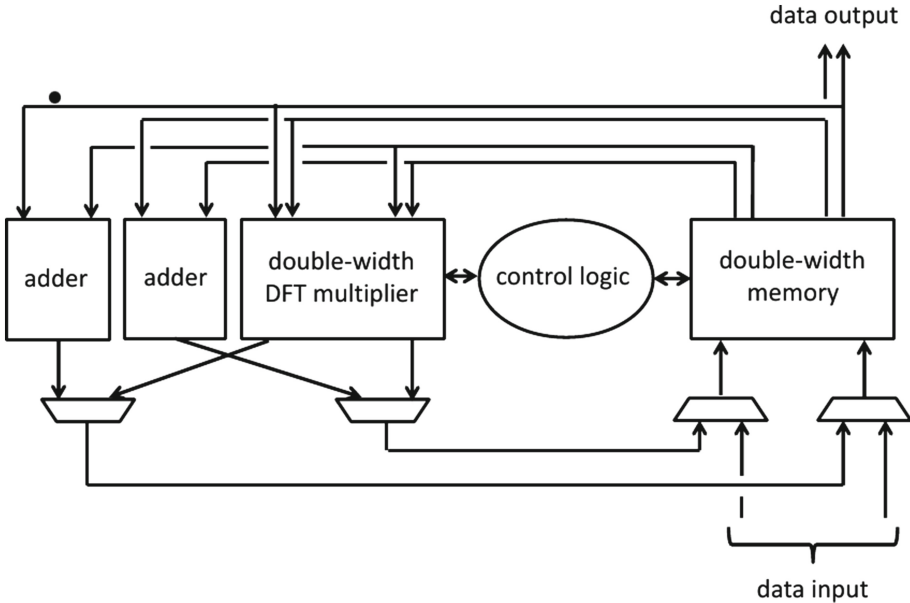 data output
adder
adder
double-width
DFT multiplier
control logic
double-width
memory
data input